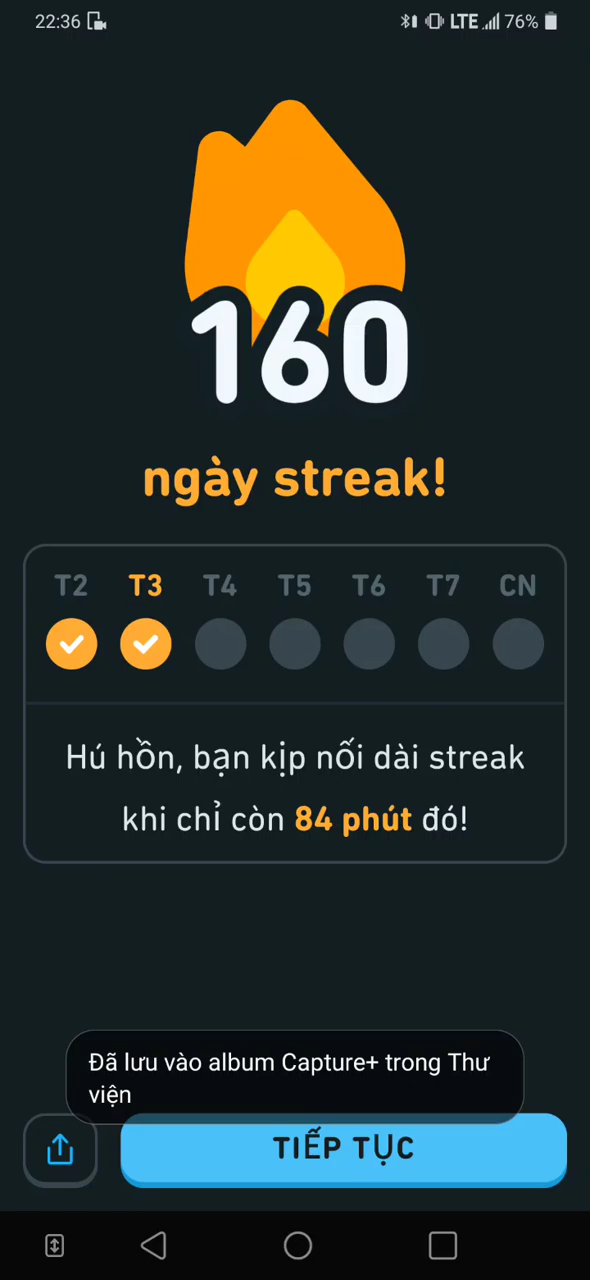 22:36 LTE 76%
160
ngày streak!
T2 T3 T4 T5 T6 T7 CN
Hú hồn, bạn kịp nối dài streak
khi chỉ còn 84 phút đó!
Đã lưu vào album Capture+ trong Thư
viện
TIẾP TỤC